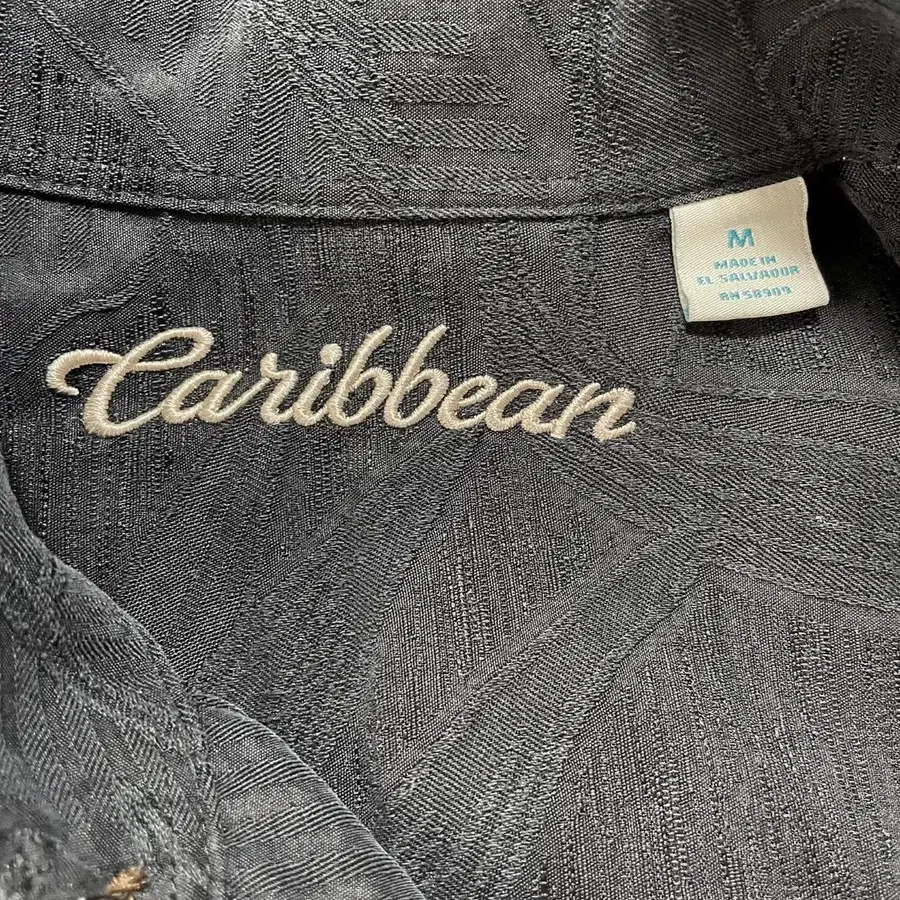 M
MADE IN
EL SALVADOR
RN 58909
Caribbean